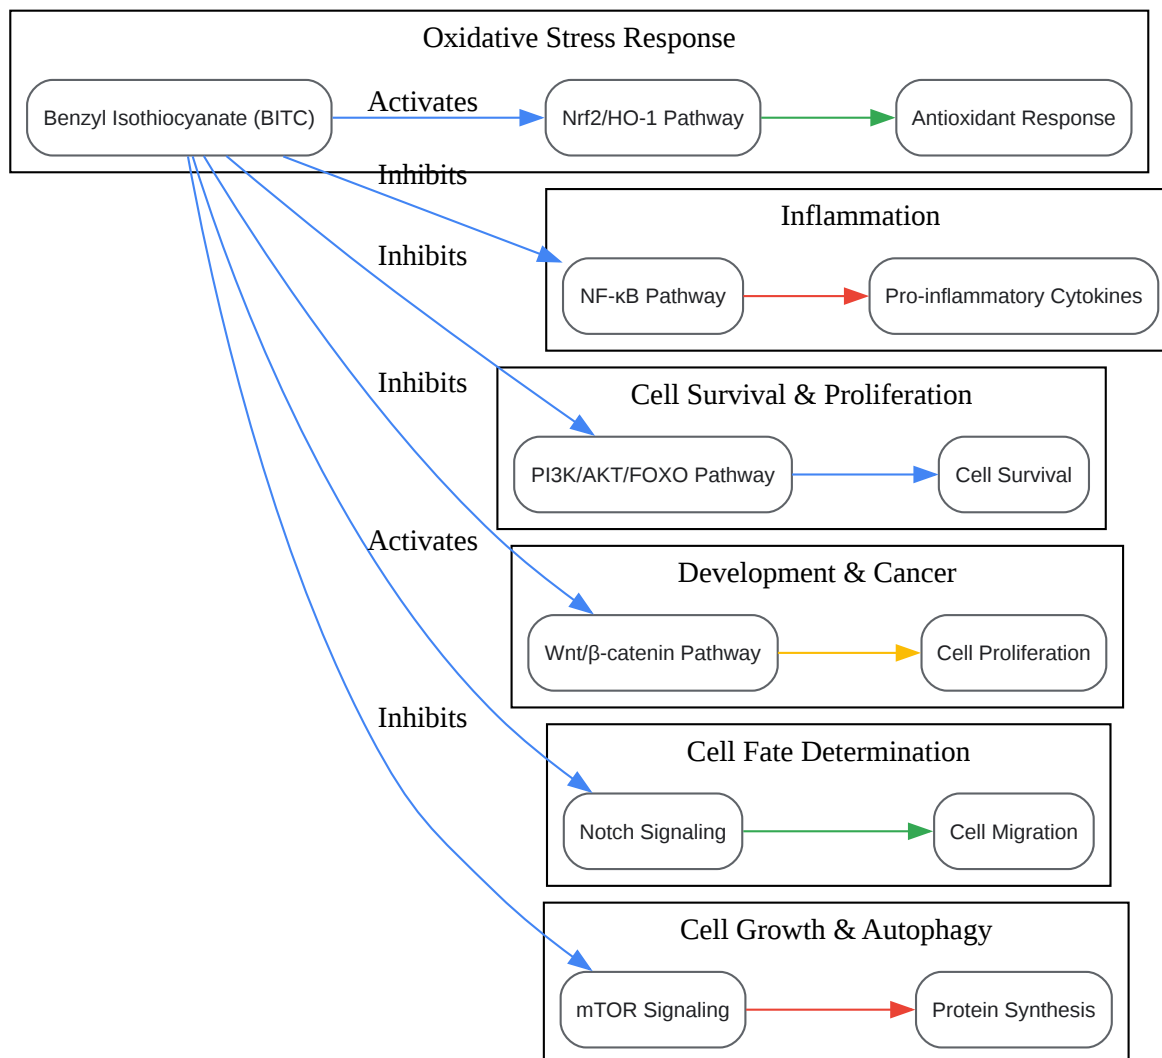 Oxidative Stress Response
Benzyl Isothiocyanate (BITC)
Activates
Nrf2/HO-1 Pathway
Antioxidant Response
Inhibits
Inflammation
NF-κB Pathway
Pro-inflammatory Cytokines
Inhibits
Cell Survival & Proliferation
PI3K/AKT/FOXO Pathway
Cell Survival
Inhibits
Development & Cancer
Wnt/β-catenin Pathway
Cell Proliferation
Activates
Cell Fate Determination
Notch Signaling
Cell Migration
Inhibits
Cell Growth & Autophagy
mTOR Signaling
Protein Synthesis